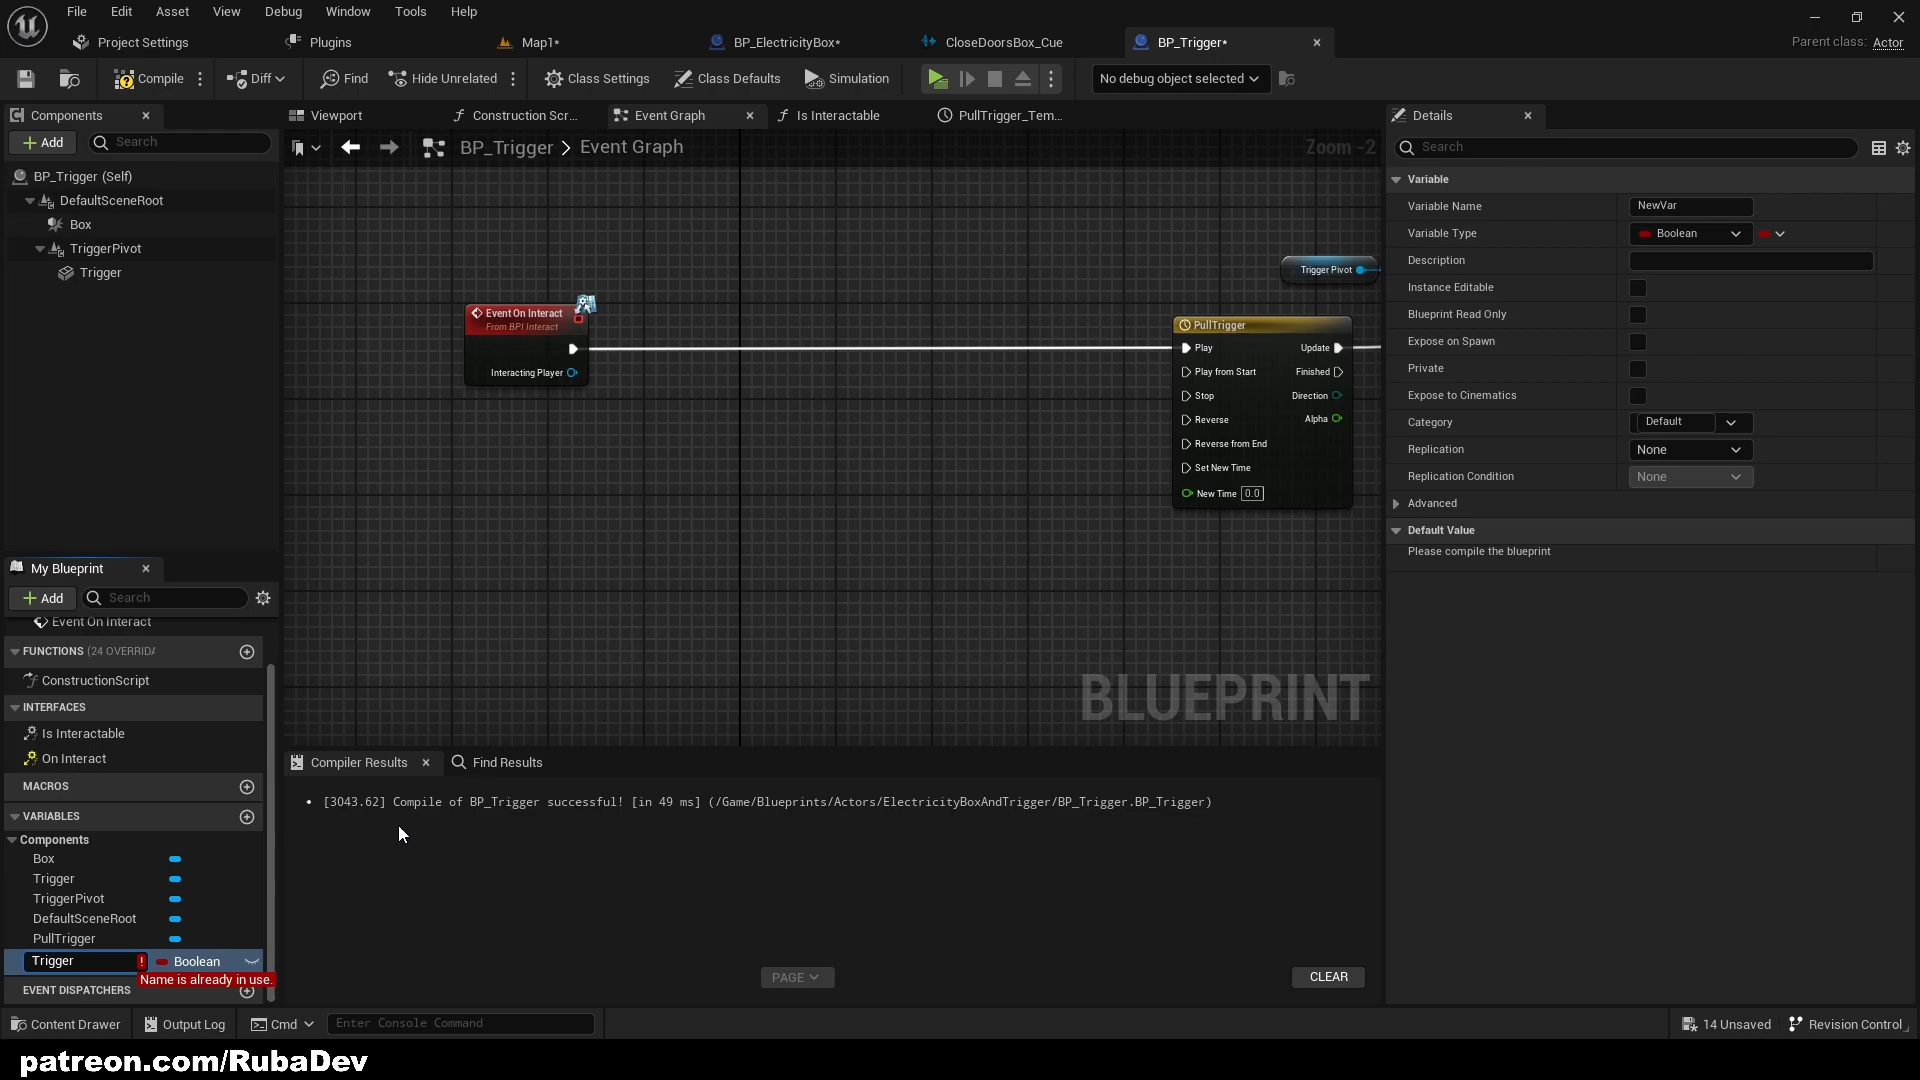 File Edit Asset View Debug Window Tools Help
Project Settings Plugins Map1* BP_ElectricityBox* CloseDoorsBox_Cue BP_Trigger* Parent class: Actor
Compile Diff Find Hide Unrelated Class Settings Class Defaults Simulation No debug object selected
Components
Add Search
BP_Trigger (Self)
DefaultSceneRoot
Box
TriggerPivot
Trigger
My Blueprint
Add Search
Event On Interact
FUNCTIONS (24 OVERRIDA
ConstructionScript
INTERFACES
Is Interactable
On Interact
MACROS
VARIABLES
Components
Box
Trigger
TriggerPivot
DefaultSceneRoot
PullTrigger
Trigger ! Boolean
Name is already in use.
EVENT DISPATCHERS
Viewport Construction Scr... Event Graph Is Interactable PullTrigger_Tem...
BP_Trigger > Event Graph Zoom -2
Event On Interact
From BPI Interact
Interacting Player
Trigger Pivot
PullTrigger
Play Update
Play from Start Finished
Stop Direction
Reverse Alpha
Reverse from End
Set New Time
New Time 0.0
BLUEPRINT
Compiler Results Find Results
• [3043.62] Compile of BP_Trigger successful! [in 49 ms] (/Game/Blueprints/Actors/ElectricityBoxAndTrigger/BP_Trigger.BP_Trigger)
PAGE CLEAR
Details
Search
Variable
Variable Name NewVar
Variable Type Boolean
Description
Instance Editable
Blueprint Read Only
Expose on Spawn
Private
Expose to Cinematics
Category Default
Replication None
Replication Condition None
Advanced
Default Value
Please compile the blueprint
Content Drawer Output Log Cmd Enter Console Command 14 Unsaved Revision Control
patreon.com/RubaDev